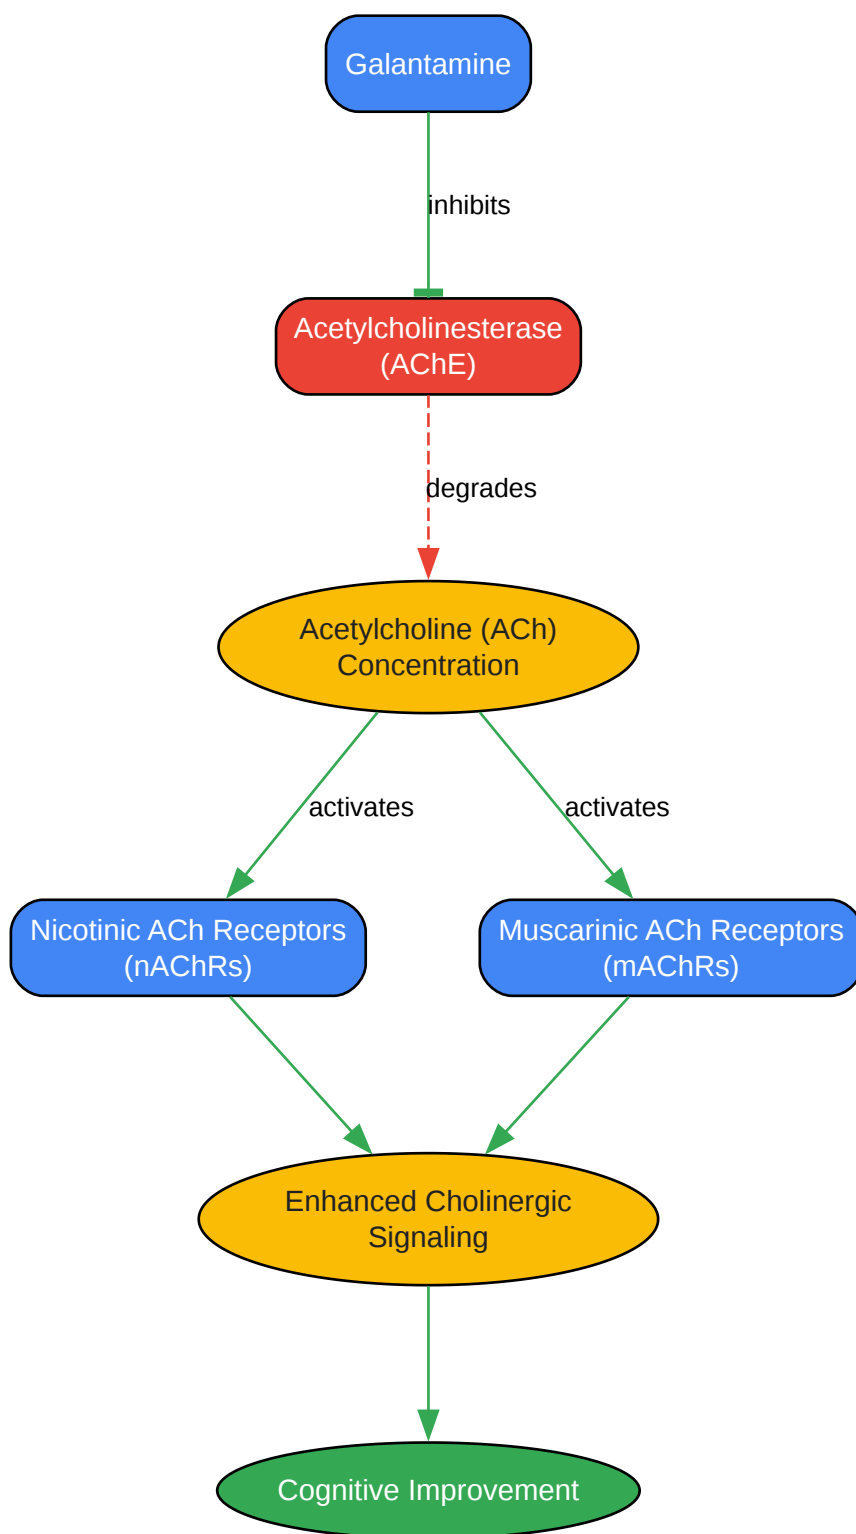 Galantamine
inhibits
Acetylcholinesterase
(AChE)
degrades
Acetylcholine (ACh)
Concentration
activates
activates
Nicotinic ACh Receptors
(nAChRs)
Muscarinic ACh Receptors
(mAChRs)
Enhanced Cholinergic
Signaling
Cognitive Improvement